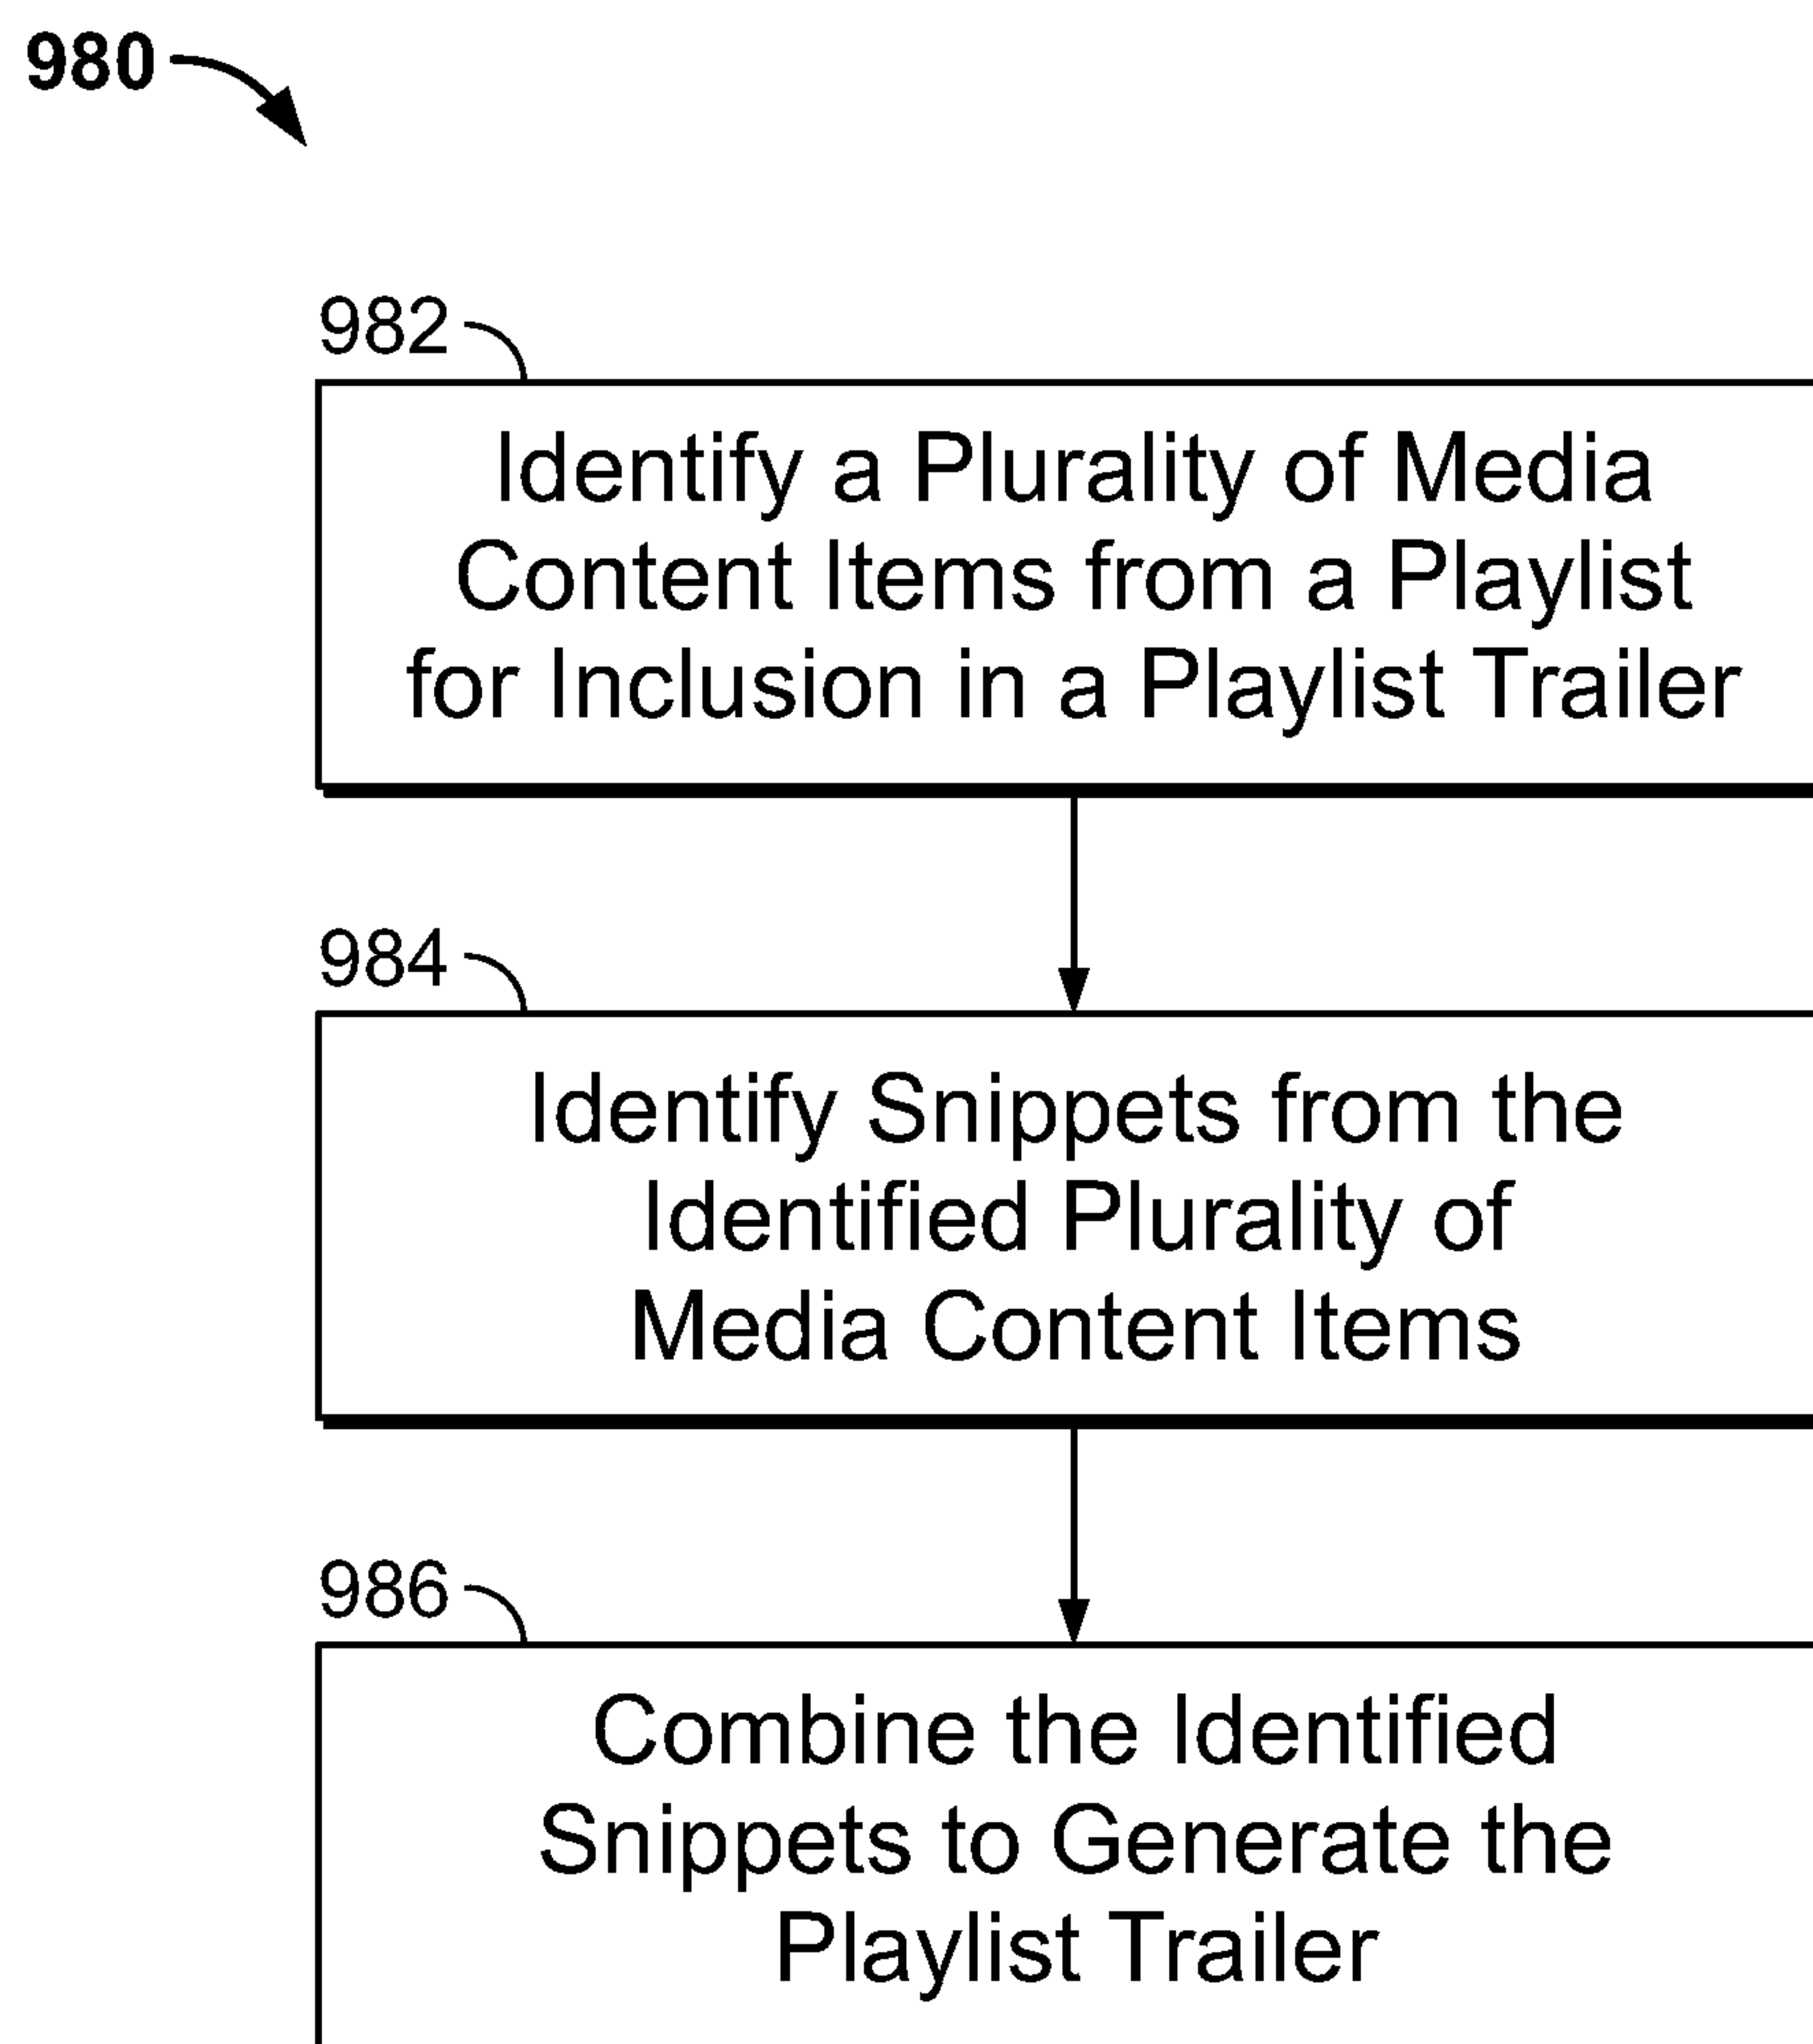 980
982
Identify a Plurality of Media
Content Items from a Playlist
for Inclusion in a Playlist Trailer
984
Identify Snippets from the
Identified Plurality of
Media Content Items
986
Combine the Identified
Snippets to Generate the
Playlist Trailer